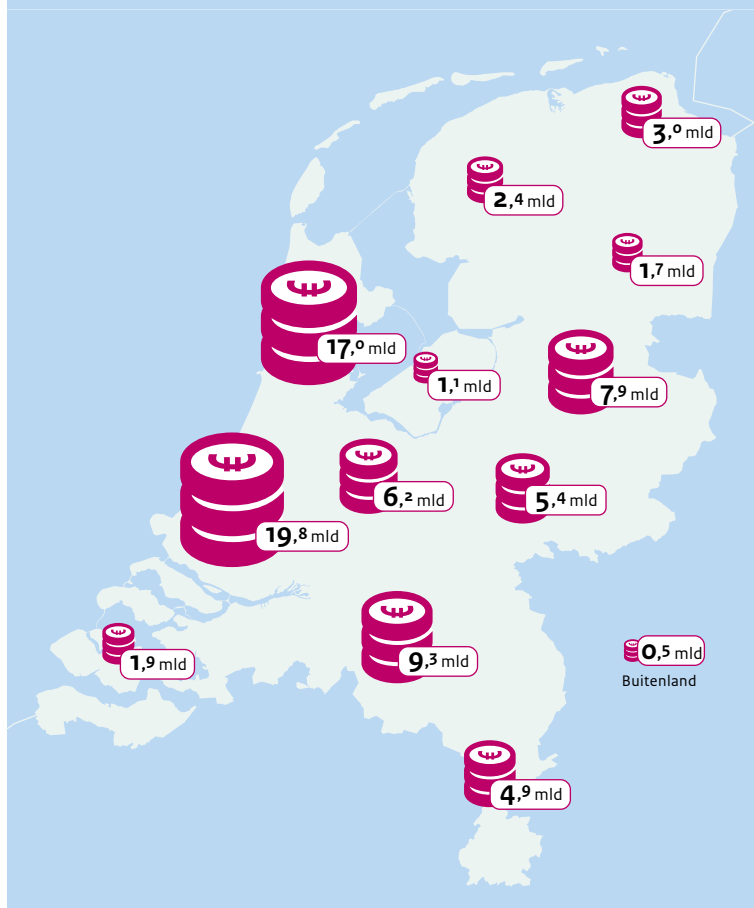 3,0 mld
2,4 mld
1,7 mld
17,0 mld
1,1 mld
7,9 mld
6,2 mld
5,4 mld
19,8 mld
1,9 mld
9,3 mld
0,5 mld
Buitenland
4,9 mld